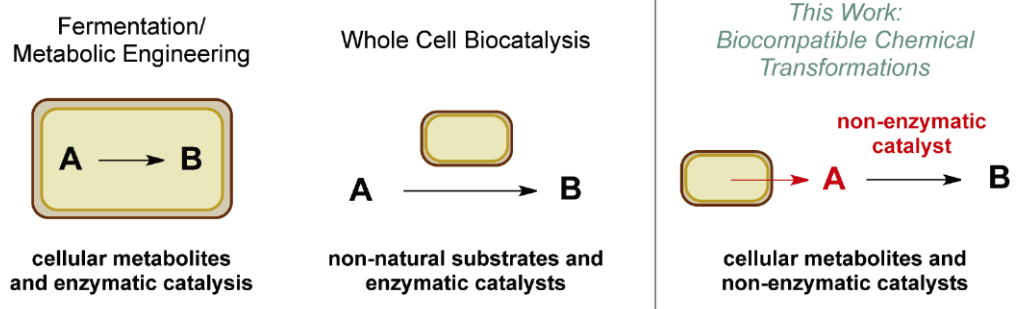 Fermentation/
Metabolic Engineering
A
B
cellular metabolites
and enzymatic catalysis
Whole Cell Biocatalysis
A
B
non-natural substrates and
enzymatic catalysts
This Work:
Biocompatible Chemical
Transformations
non-enzymatic
catalyst
A
B
cellular metabolites and
non-enzymatic catalysts